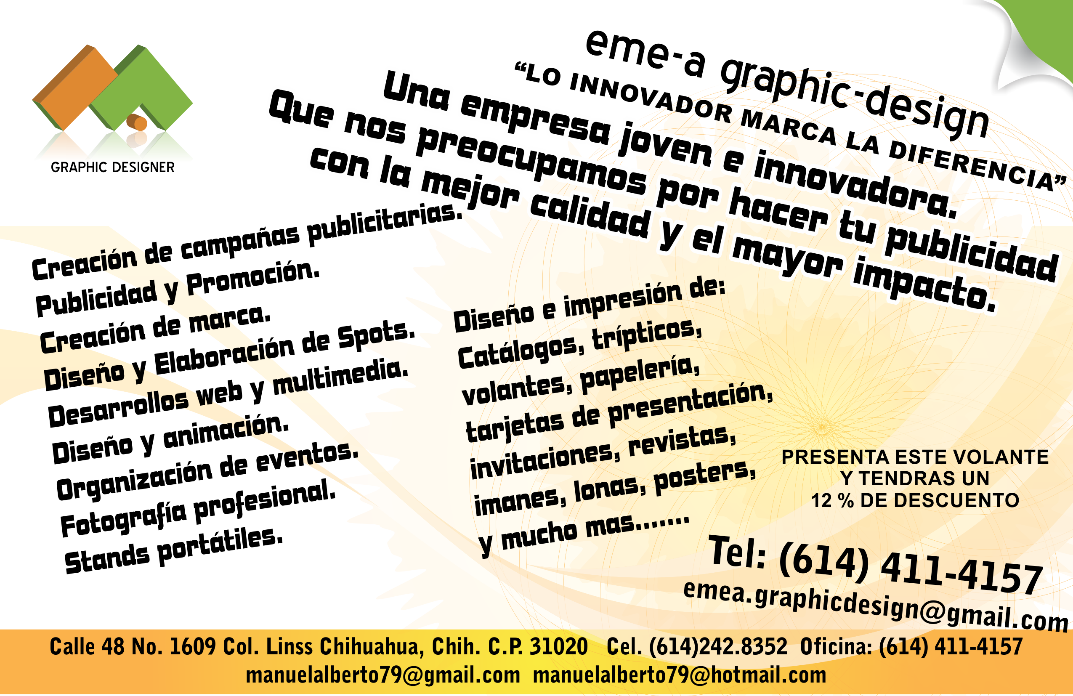 GRAPHIC DESIGNER
eme-a graphic-design
“LO INNOVADOR MARCA LA DIFERENCIA”
Una empresa joven e innovadora.
Que nos preocupamos por hacer tu publicidad
con la mejor calidad y el mayor impacto.
Creación de campañas publicitarias.
Publicidad y Promoción.
Creación de marca.
Diseño y Elaboración de Spots.
Desarrollos web y multimedia.
Diseño y animación.
Organización de eventos.
Fotografía profesional.
Stands portátiles.
Diseño e impresión de:
Catálogos, trípticos,
volantes, papelería,
tarjetas de presentación,
invitaciones, revistas,
imanes, lonas, posters,
y mucho mas.......
PRESENTA ESTE VOLANTE
Y TENDRAS UN
12 % DE DESCUENTO
Tel: (614) 411-4157
emea.graphicdesign@gmail.com
Calle 48 No. 1609 Col. Linss Chihuahua, Chih. C.P. 31020 Cel. (614)242.8352 Oficina: (614) 411-4157
manuelalberto79@gmail.com manuelalberto79@hotmail.com